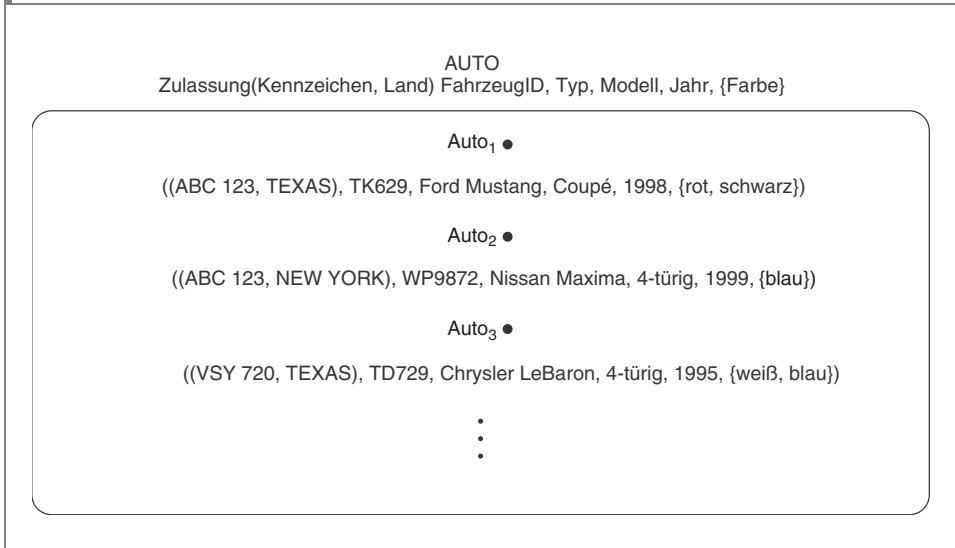 AUTO
Zulassung(Kennzeichen, Land) FahrzeugID, Typ, Modell, Jahr, {Farbe}
Auto₁ ●
((ABC 123, TEXAS), TK629, Ford Mustang, Coupé, 1998, {rot, schwarz})
Auto₂ ●
((ABC 123, NEW YORK), WP9872, Nissan Maxima, 4-türig, 1999, {blau})
Auto₃ ●
((VSY 720, TEXAS), TD729, Chrysler LeBaron, 4-türig, 1995, {weiß, blau})